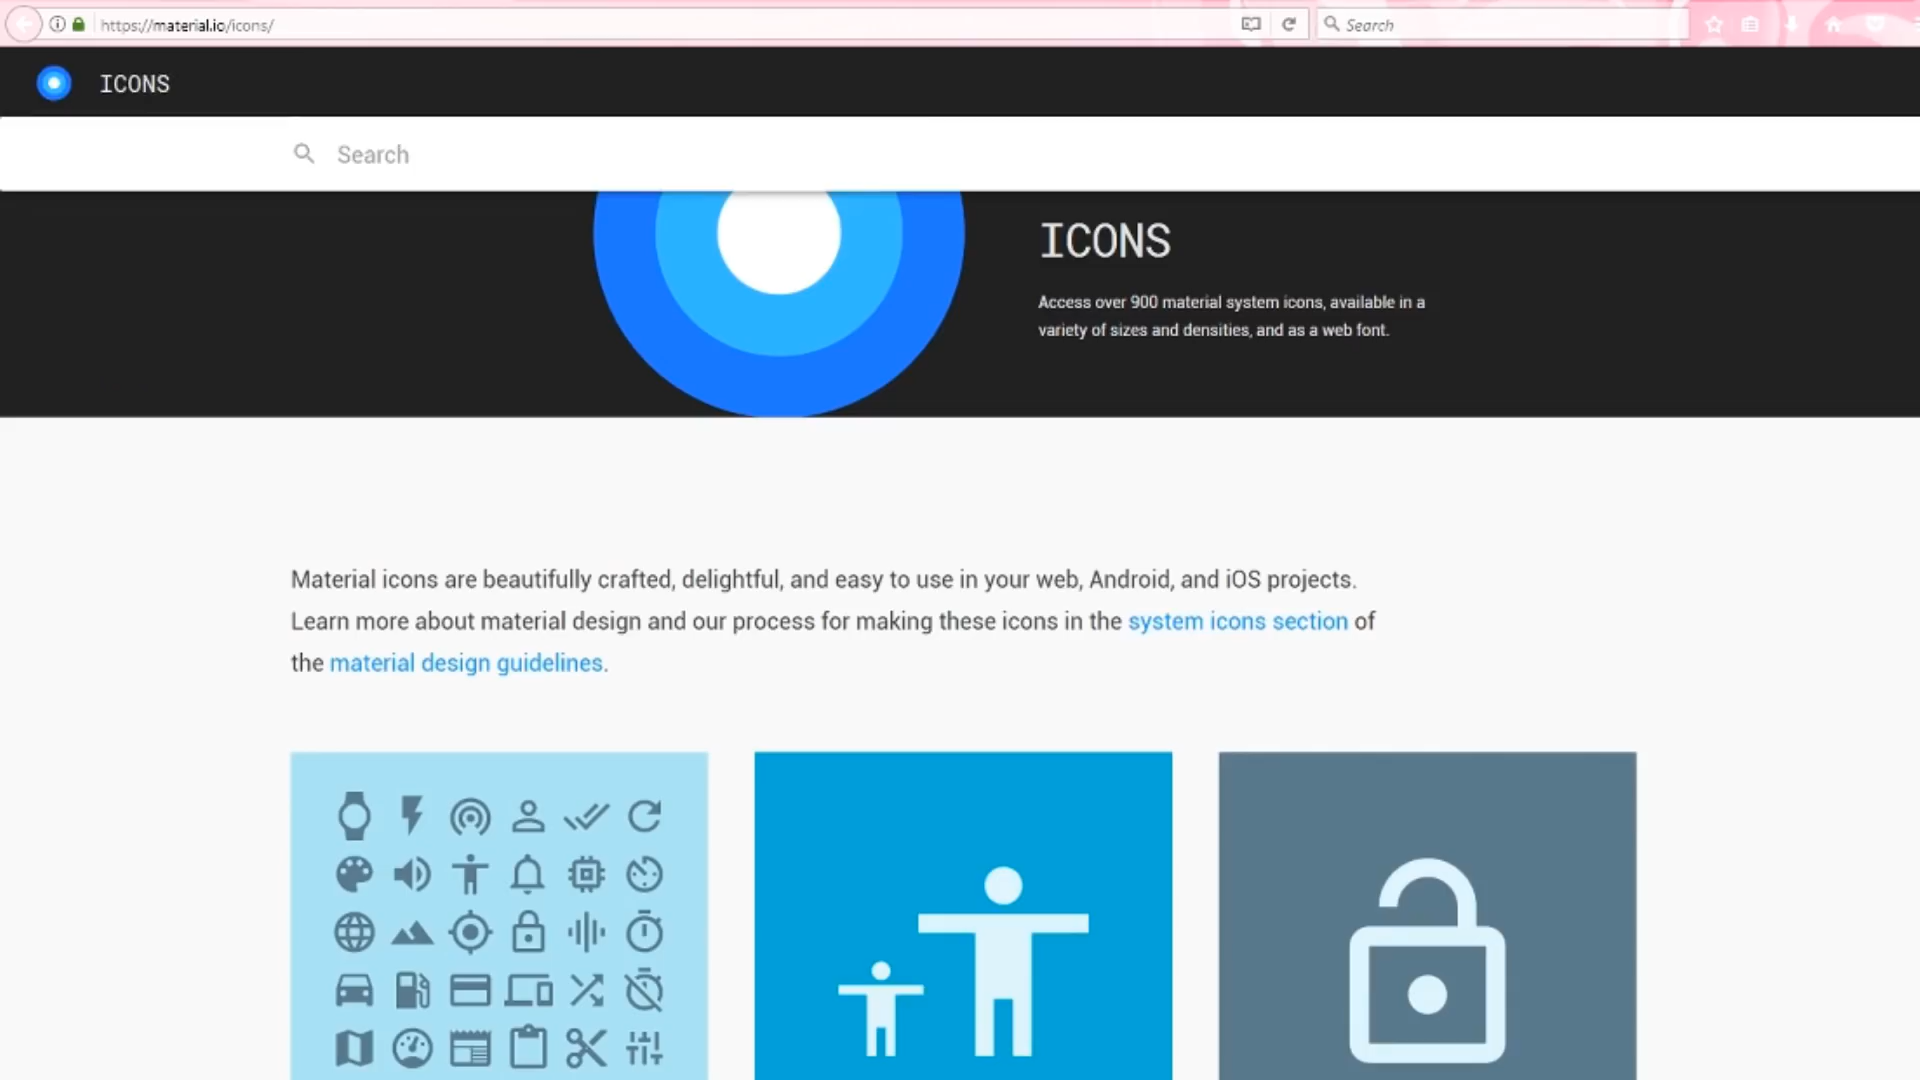 https://material.io/icons/
Search
ICONS
Search
ICONS
Access over 900 material system icons, available in a
variety of sizes and densities, and as a web font.
Material icons are beautifully crafted, delightful, and easy to use in your web, Android, and iOS projects.
Learn more about material design and our process for making these icons in the system icons section of
the material design guidelines.